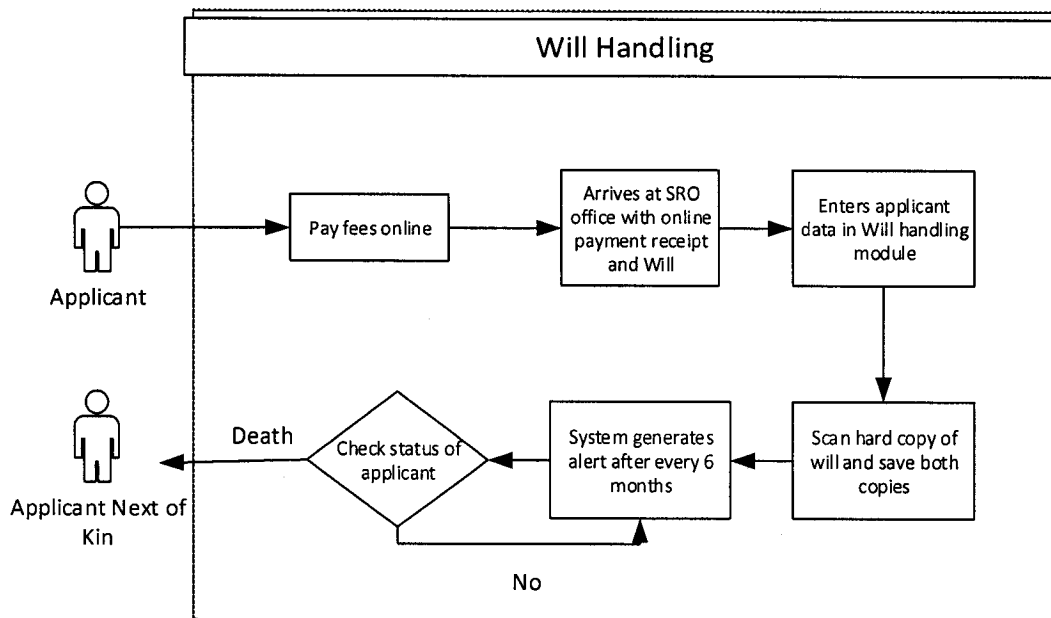 Will Handling
Pay fees online
Arrives at SRO
office with online
payment receipt
and Will
Enters applicant
data in Will handling
module
Applicant
Death
Check status of
applicant
System generates
alert after every 6
months
Scan hard copy of
will and save both
copies
Applicant Next of
Kin
No